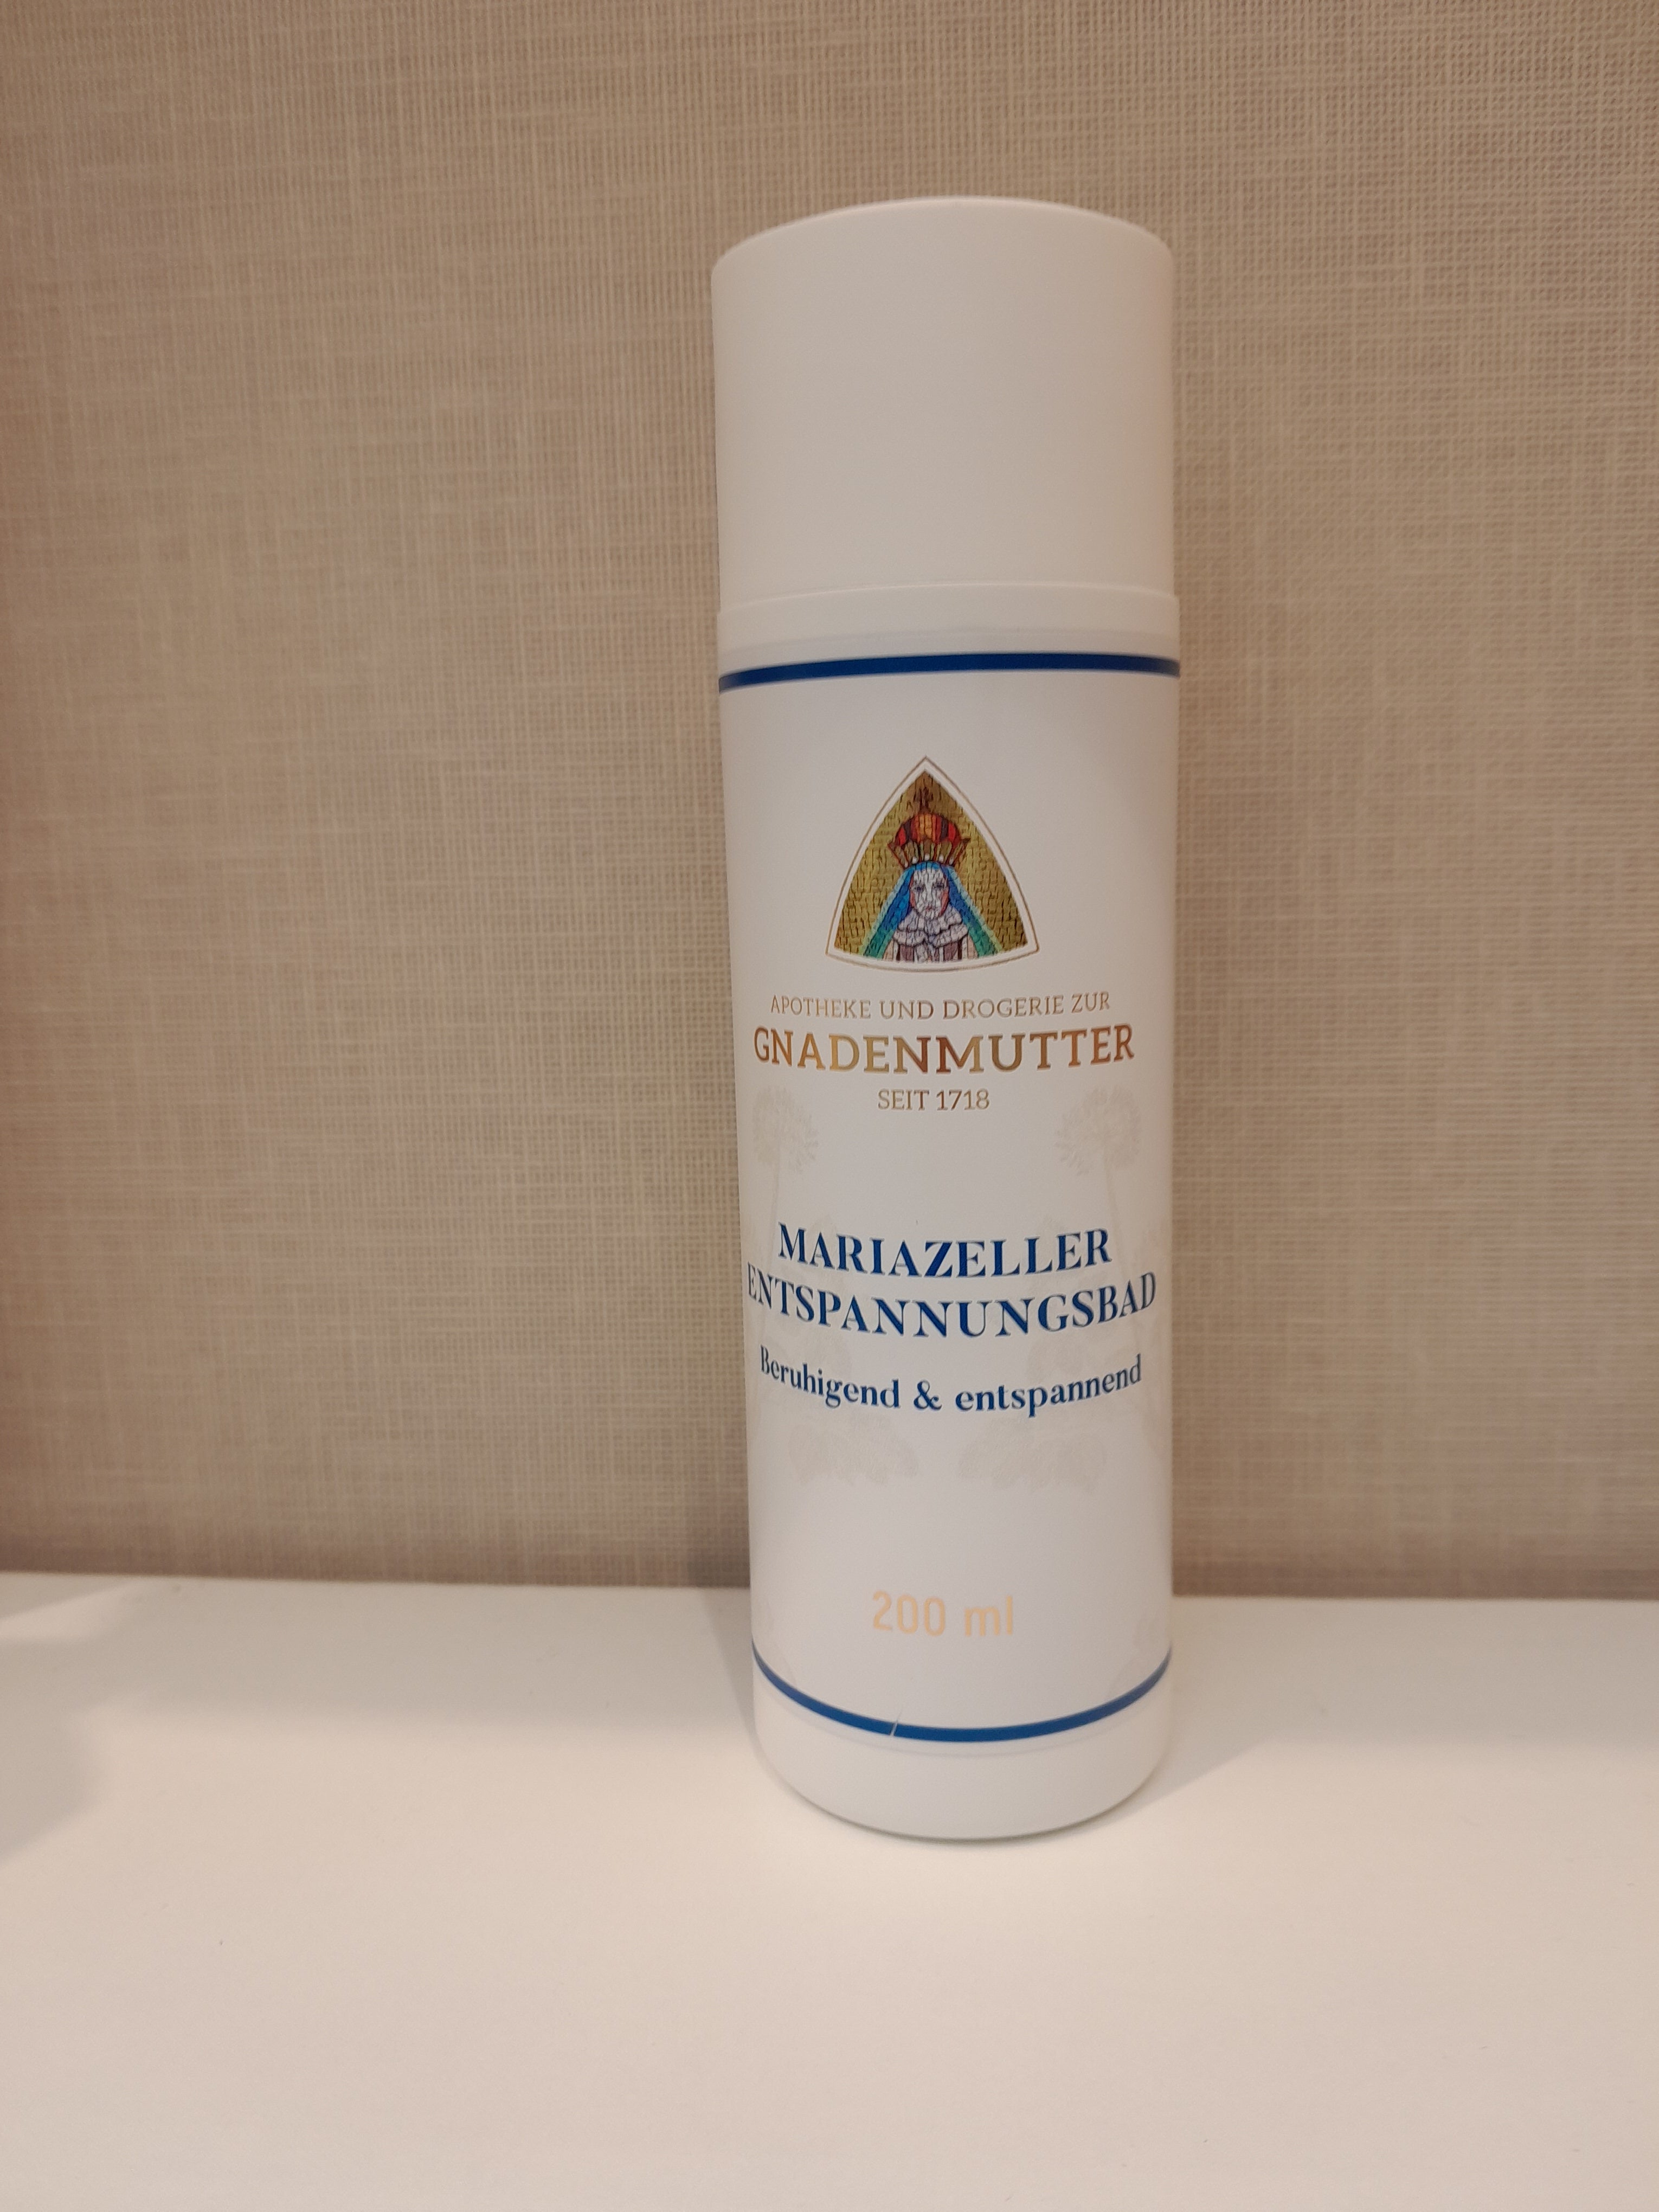 APOTHEKE UND DROGERIE ZUR
GNADENMUTTER
SEIT 1718
MARIAZELLER
ENTSPANNUNGSBAD
Beruhigend & entspannend
200 ml